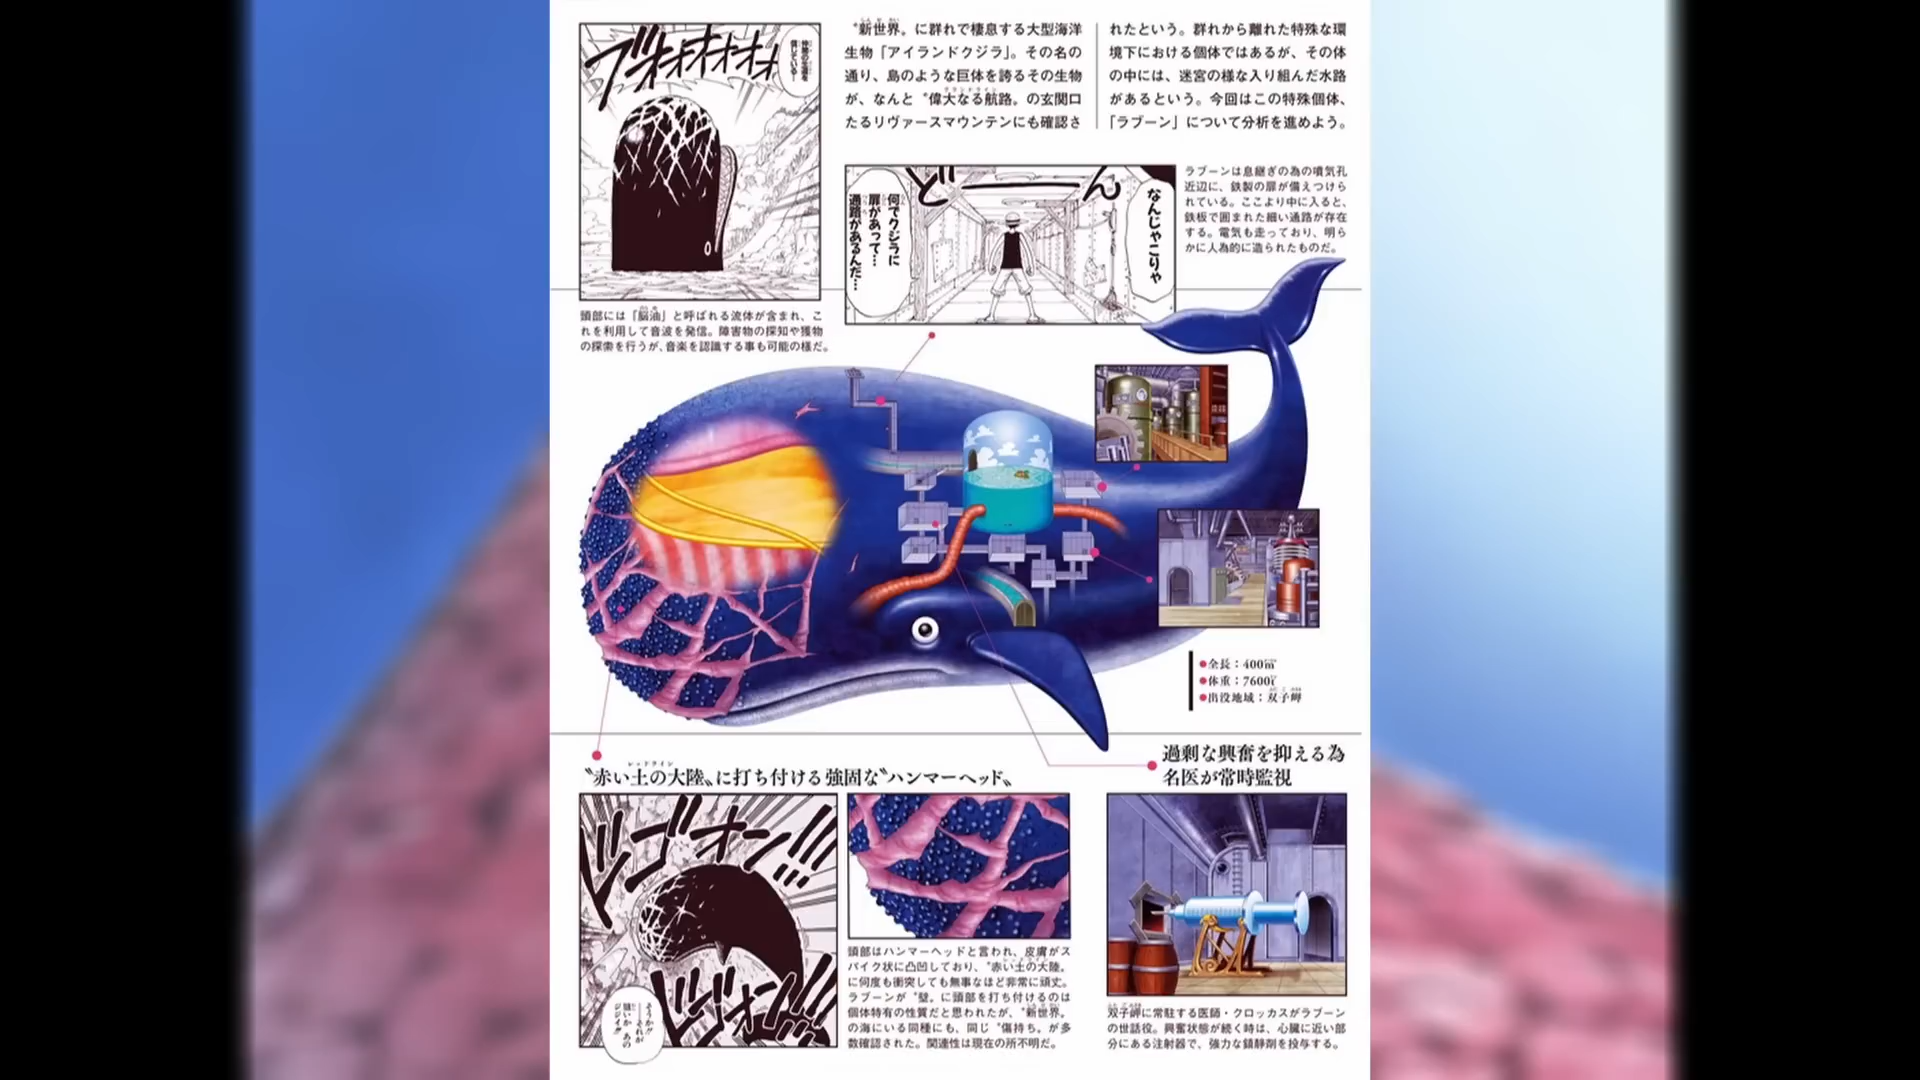 ブオオオオオオ
〝新世界〟に群れで棲息する大型海洋
生物「アイランドクジラ」。その名の
通り、島のような巨体を誇るその生物
が、なんと〝偉大なる航路〟の玄関口
たるリヴァースマウンテンにも確認さ
れたという。群れから離れた特殊な環
境下における個体ではあるが、その体
の中には、迷宮の様な入り組んだ水路
があるという。今回はこの特殊個体、
「ラブーン」について分析を進めよう。
なんじゃこりゃ
ど――ん
何でクジラに
扉があって…
通路があるんだ…
ラブーンは息継ぎの為の噴気孔
近辺に、鉄製の扉が備えつけら
れている。ここより中に入ると、
鉄板で囲まれた細い通路が存在
する。電気も走っており、明ら
かに人為的に造られたものだ。
頭部には「脳油」と呼ばれる流体が含まれ、こ
れを利用して音波を発信。障害物の探知や獲物
の探索を行うが、音楽を認識する事も可能の様だ。
●全長：400m
●体重：7600t
●出没地域：双子岬
〝赤い土の大陸〟に打ち付ける強固な〝ハンマーヘッド〟
レッドライン
過剰な興奮を抑える為
名医が常時監視
ドゴオン!!!
ドゴオン!!!
そうか!!
―それが
狙いか あの
ジジイ!!
頭部はハンマーヘッドと言われ、皮膚がス
パイク状に凸凹しており、〝赤い土の大陸〟
に何度も衝突しても無事なほど非常に頑丈。
ラブーンが〝壁〟に頭部を打ち付けるのは
個体特有の性質だと思われたが、〝新世界〟
の海にいる同種にも、同じ〝傷持ち〟が多
数確認された。関連性は現在の所不明だ。
双子岬に常駐する医師・クロッカスがラブーン
の世話役。興奮状態が続く時は、心臓に近い部
分にある注射器で、強力な鎮静剤を投与する。